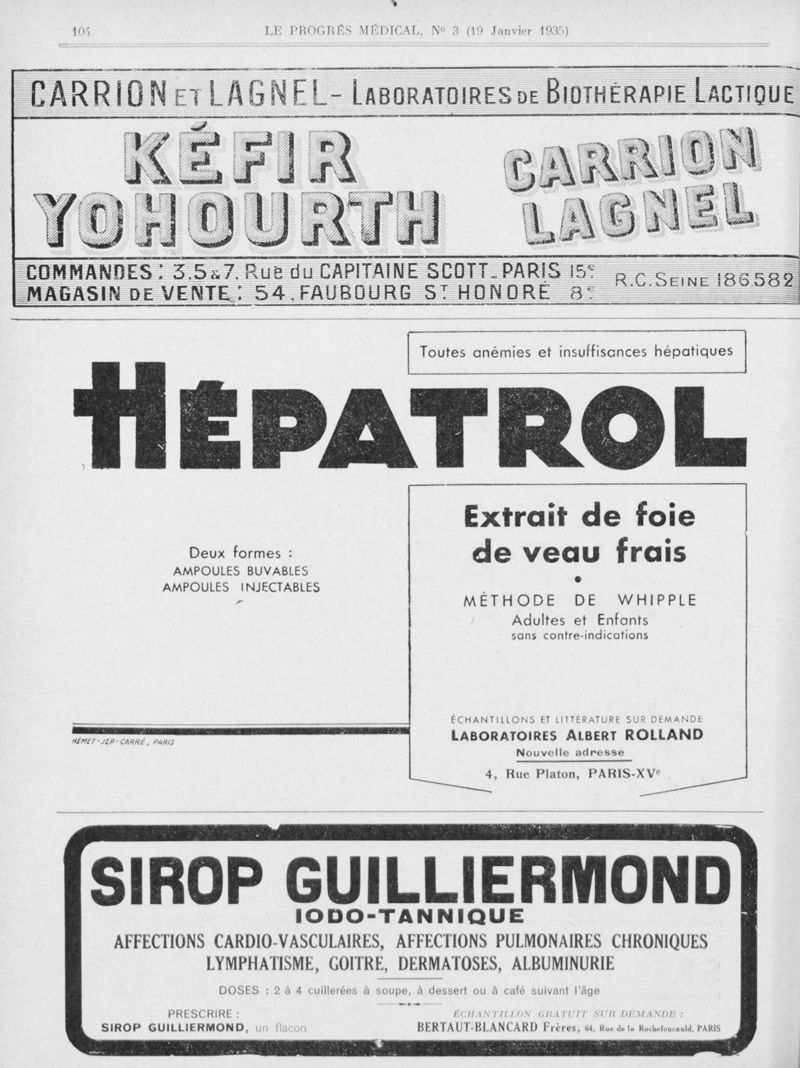 104
LE PROGRÈS MÉDICAL, Nº 3 (19 Janvier 1935)
CARRION ET LAGNEL - LABORATOIRES DE BIOTHÉRAPIE LACTIQUE
KÉFIR
YOHOURTH
CARRION
LAGNEL
COMMANDES: 3.5&7. Rue du CAPITAINE SCOTT_PARIS 15e
MAGASIN DE VENTE: 54. FAUBOURG ST HONORÉ 8e
R.C. SEINE 186.582
Toutes anémies et insuffisances hépatiques
HÉPATROL
Deux formes :
AMPOULES BUVABLES
AMPOULES INJECTABLES
Extrait de foie
de veau frais
•
MÉTHODE DE WHIPPLE
Adultes et Enfants
sans contre-indications
ÉCHANTILLONS ET LITTÉRATURE SUR DEMANDE
LABORATOIRES ALBERT ROLLAND
Nouvelle adresse
4, Rue Platon, PARIS-XVe
HÉMET-JEP-CARRÉ, PARIS
SIROP GUILLIERMOND
IODO-TANNIQUE
AFFECTIONS CARDIO-VASCULAIRES, AFFECTIONS PULMONAIRES CHRONIQUES
LYMPHATISME, GOITRE, DERMATOSES, ALBUMINURIE
DOSES : 2 à 4 cuillerées à soupe, à dessert ou à café suivant l'âge
PRESCRIRE :
SIROP GUILLIERMOND, un flacon
ÉCHANTILLON GRATUIT SUR DEMANDE :
BERTAUT-BLANCARD Frères, 64, Rue de la Rochefoucauld, PARIS